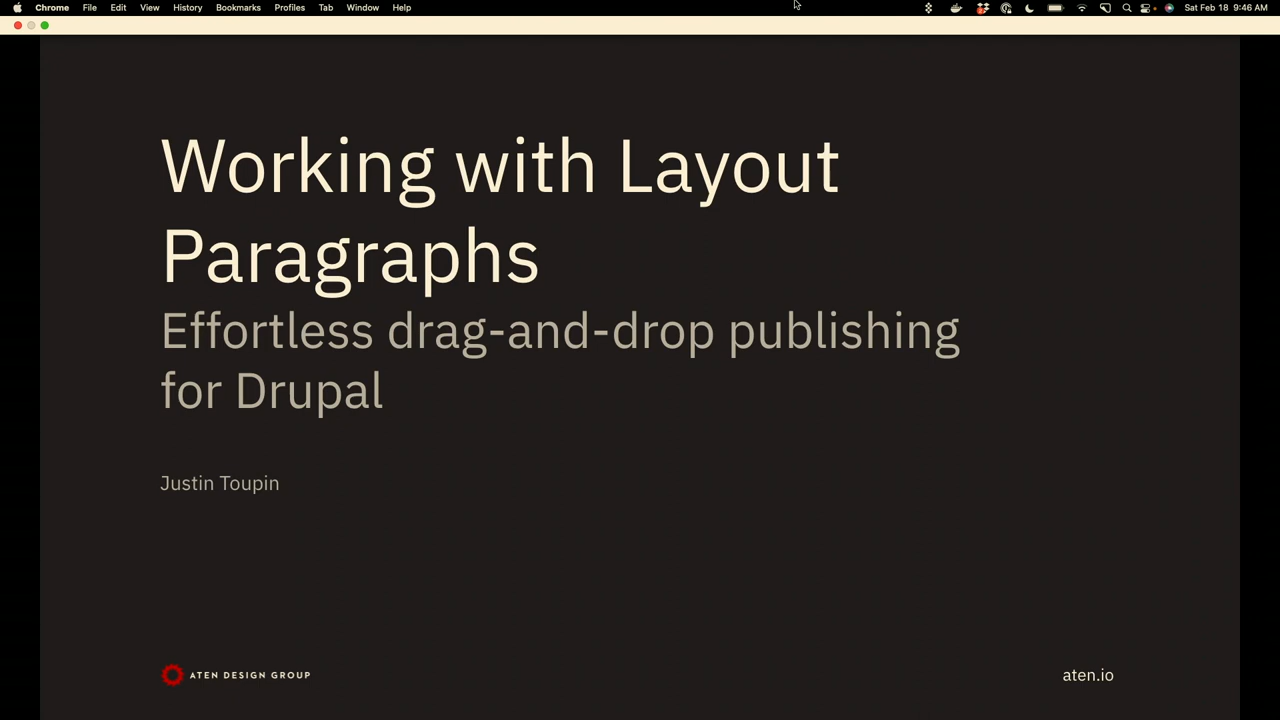 Chrome File Edit View History Bookmarks Profiles Tab Window Help Sat Feb 18 9:46 AM
Working with Layout
Paragraphs
Effortless drag-and-drop publishing
for Drupal
Justin Toupin
ATEN DESIGN GROUP
aten.io